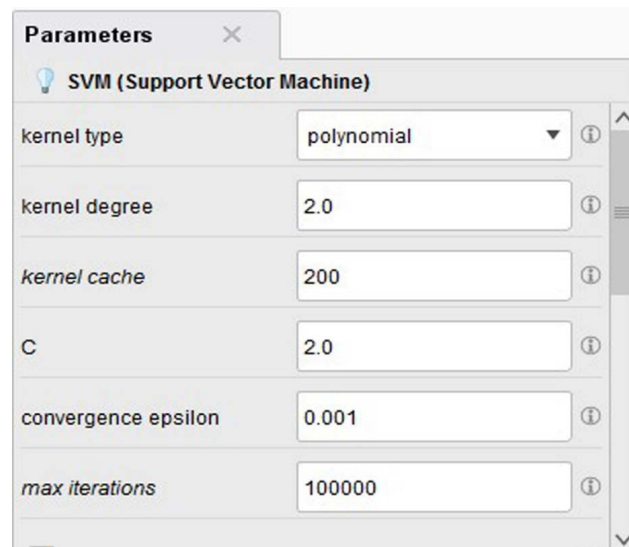 Parameters
SVM (Support Vector Machine)
kernel type polynomial
kernel degree 2.0
kernel cache 200
C 2.0
convergence epsilon 0.001
max iterations 100000